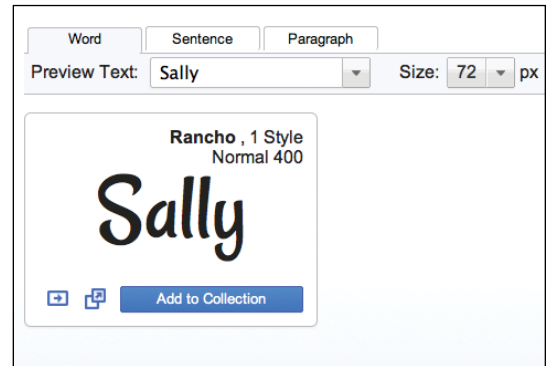 Word Sentence Paragraph
Preview Text: Sally Size: 72 px
Rancho , 1 Style
Normal 400
Sally
Add to Collection